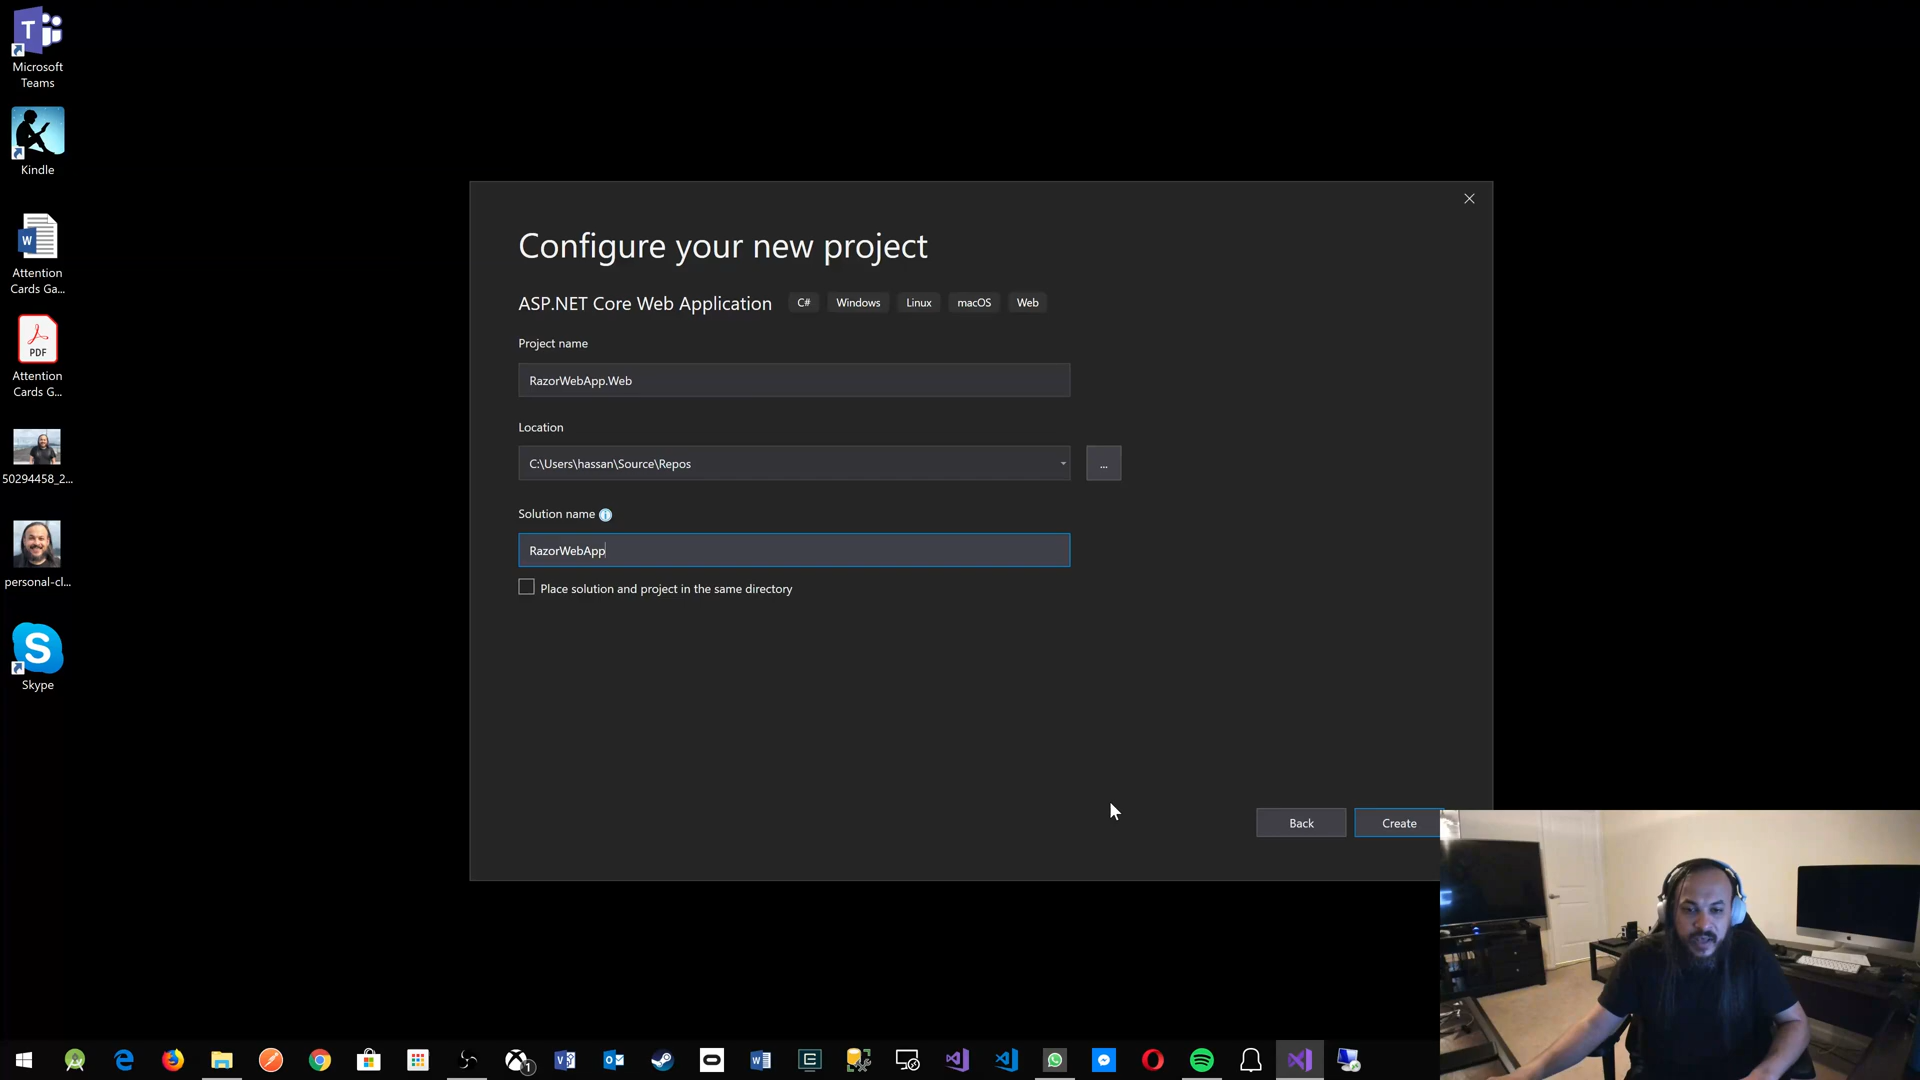 Microsoft
Teams
Kindle
Attention
Cards Ga...
PDF
Attention
Cards G...
50294458_2...
personal-cl...
Skype
Configure your new project
ASP.NET Core Web Application
C#
Windows
Linux
macOS
Web
Project name
RazorWebApp.Web
Location
C:\Users\hassan\Source\Repos
...
Solution name
RazorWebApp
Place solution and project in the same directory
Back
Create
1